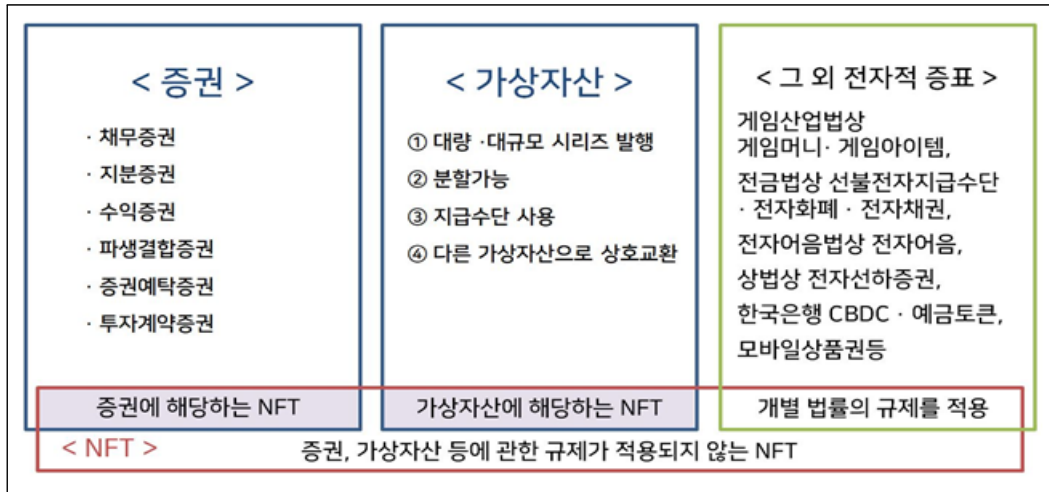 < 증권 >
· 채무증권
· 지분증권
· 수익증권
· 파생결합증권
· 증권예탁증권
· 투자계약증권
< 가상자산 >
① 대량 ·대규모 시리즈 발행
② 분할가능
③ 지급수단 사용
④ 다른 가상자산으로 상호교환
< 그 외 전자적 증표 >
게임산업법상
게임머니· 게임아이템,
전금법상 선불전자지급수단
· 전자화폐 · 전자채권,
전자어음법상 전자어음,
상법상 전자선하증권,
한국은행 CBDC · 예금토큰,
모바일상품권등
증권에 해당하는 NFT
가상자산에 해당하는 NFT
개별 법률의 규제를 적용
< NFT >
증권, 가상자산 등에 관한 규제가 적용되지 않는 NFT